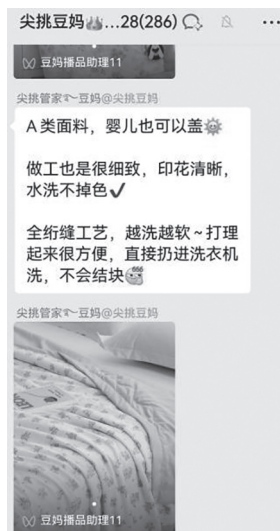 尖挑豆妈...28(286)
豆妈播品助理11
尖挑管家 豆妈@尖挑豆妈
A类面料，婴儿也可以盖
做工也是很细致，印花清晰，
水洗不掉色✓
全绗缝工艺，越洗越软~打理
起来很方便，直接扔进洗衣机
洗，不会结块
尖挑管家 豆妈@尖挑豆妈
豆妈播品助理11